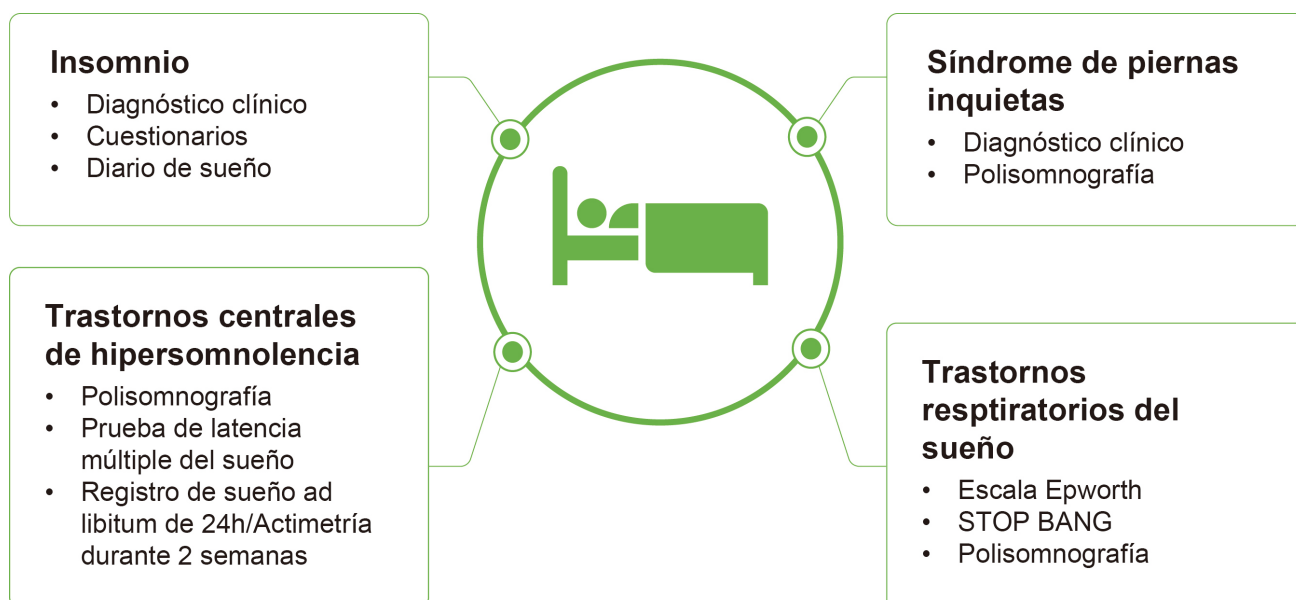 Insomnio
• Diagnóstico clínico
• Cuestionarios
• Diario de sueño
Síndrome de piernas
inquietas
• Diagnóstico clínico
• Polisomnografía
Trastornos centrales
de hipersomnolencia
• Polisomnografía
• Prueba de latencia
múltiple del sueño
• Registro de sueño ad
libitum de 24h/Actimetría
durante 2 semanas
Trastornos
resptiratorios del
sueño
• Escala Epworth
• STOP BANG
• Polisomnografía